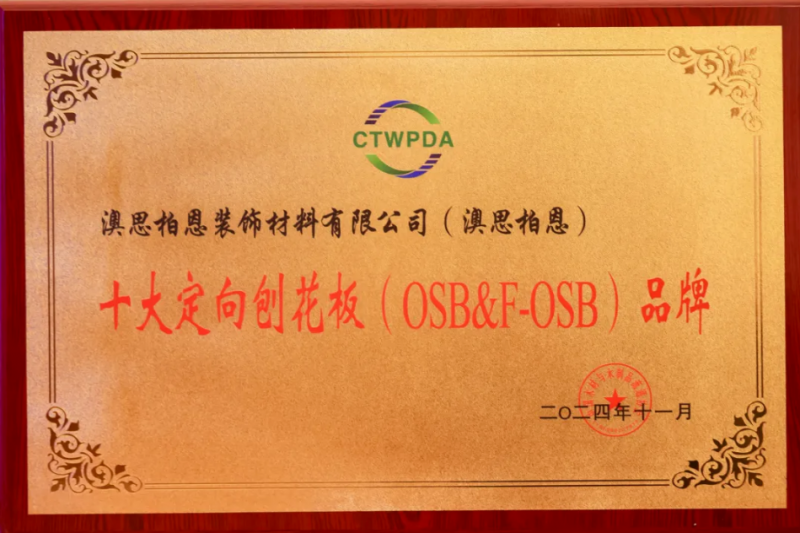 CTWPDA
澳思柏恩装饰材料有限公司（澳思柏恩）
十大定向刨花板（OSB&F-OSB）品牌
二〇二四年十一月